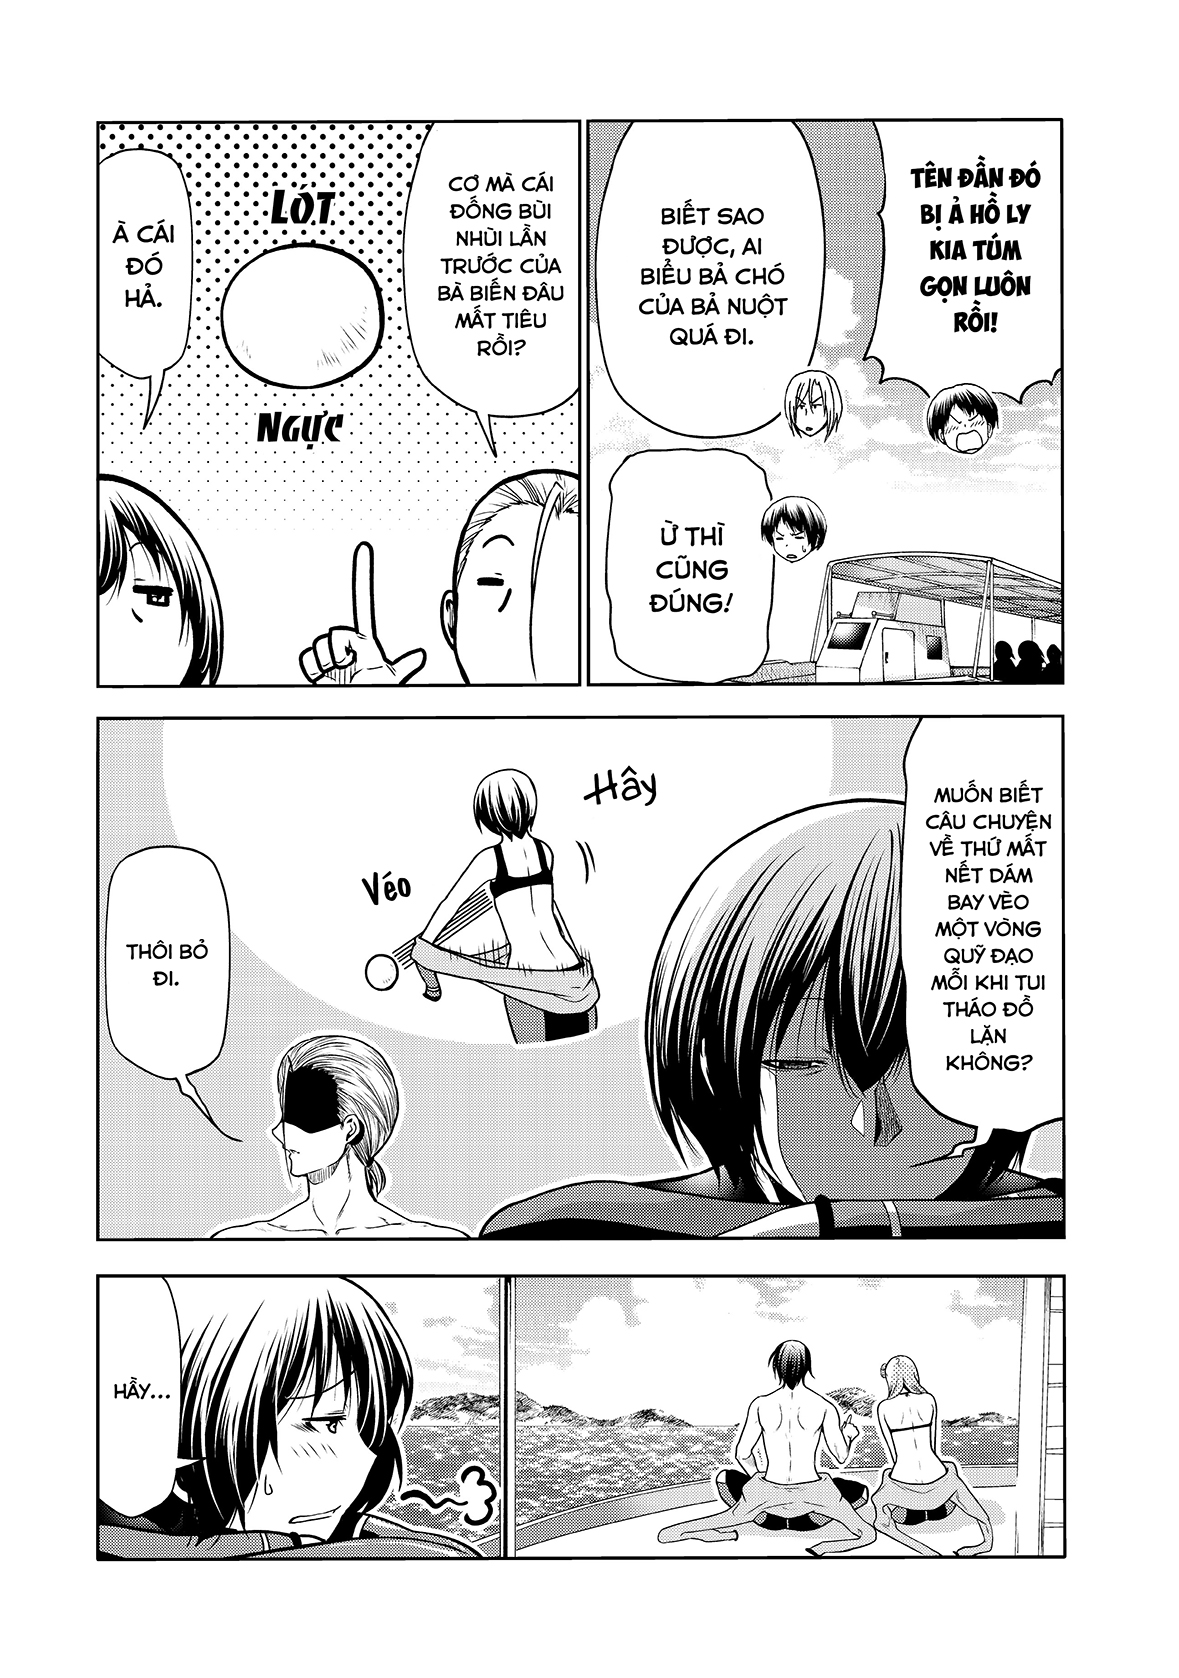 TÊN ĐẦN ĐÓ
BỊ Ả HỒ LY
KIA TÚM
GỌN LUÔN
RỒI!
BIẾT SAO
ĐƯỢC, AI
BIỂU BẢ CHÓ
CỦA BẢ NUỘT
QUÁ ĐI.
Ừ THÌ
CŨNG
ĐÚNG!
CƠ MÀ CÁI
ĐỐNG BÙI
NHÙI LẦN
TRƯỚC CỦA
BÀ BIẾN ĐÂU
MẤT TIÊU
RỒI?
LÓT
NGỰC
À CÁI
ĐÓ
HẢ.
MUỐN BIẾT
CÂU CHUYỆN
VỀ THỨ MẤT
NẾT DÁM
BAY VÈO
MỘT VÒNG
QUỸ ĐẠO
MỖI KHI TUI
THÁO ĐỒ
LẶN
KHÔNG?
Hây
Véo
THÔI BỎ
ĐI.
HẦY...